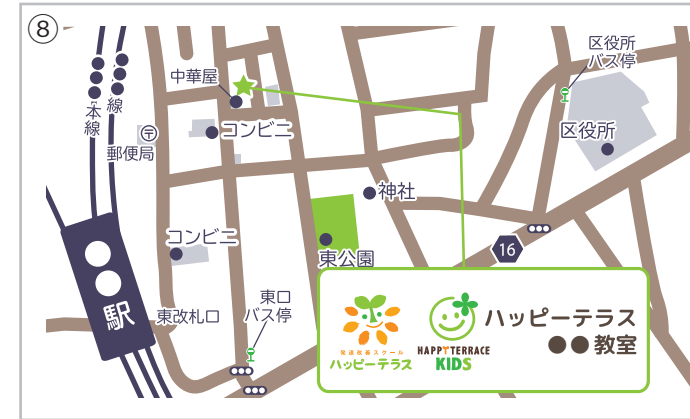 ⑧
区役所
バス停
中華屋
●●●本線
●●●線
コンビニ
区役所
郵便局
神社
16
コンビニ
東公園
●●駅
東改札口
東口
バス停
ハッピーテラス
●●教室
発達改善スクール
ハッピーテラス
HAPPY TERRACE
KIDS